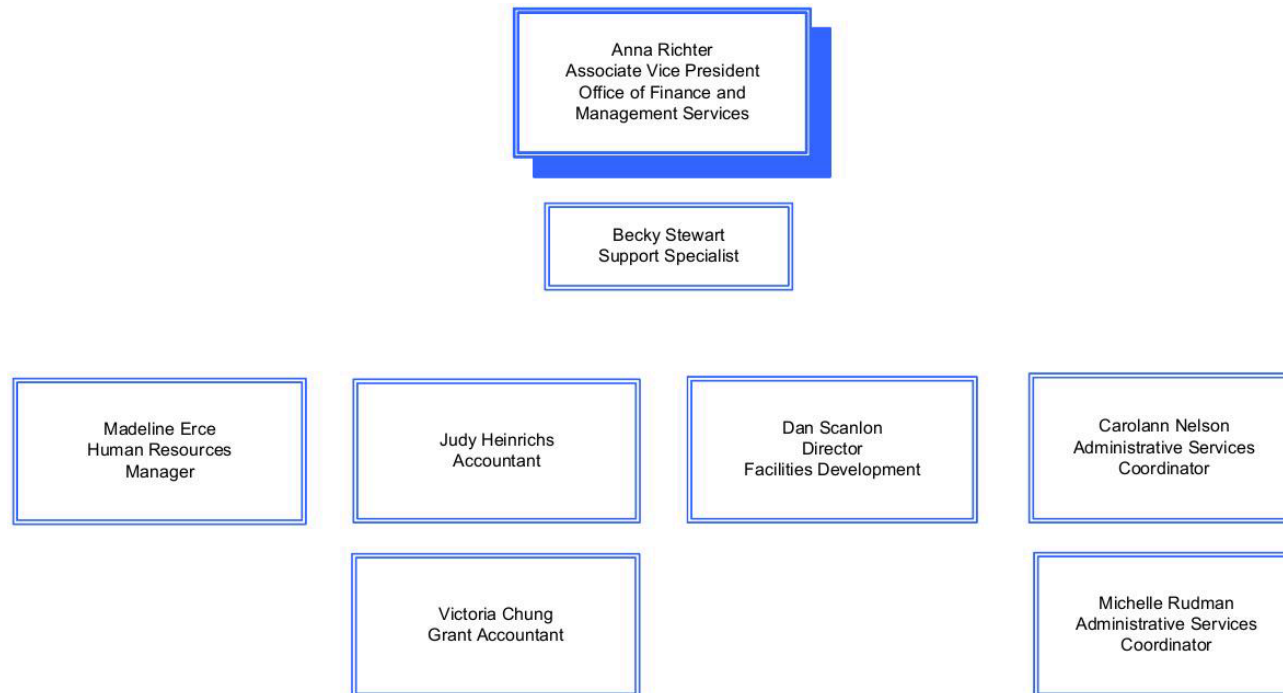 Anna Richter
Associate Vice President
Office of Finance and
Management Services
Becky Stewart
Support Specialist
Madeline Erce
Human Resources
Manager
Judy Heinrichs
Accountant
Dan Scanlon
Director
Facilities Development
Carolann Nelson
Administrative Services
Coordinator
Victoria Chung
Grant Accountant
Michelle Rudman
Administrative Services
Coordinator